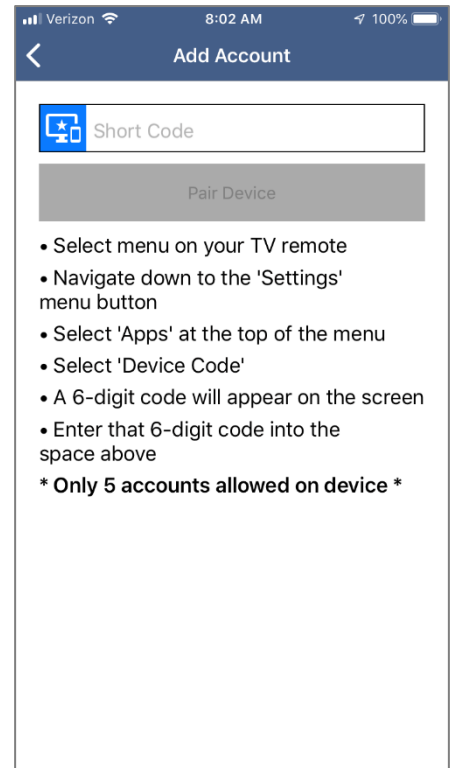 Verizon 8:02 AM 100%
Add Account
Short Code
Pair Device
• Select menu on your TV remote
• Navigate down to the 'Settings'
menu button
• Select 'Apps' at the top of the menu
• Select 'Device Code'
• A 6-digit code will appear on the screen
• Enter that 6-digit code into the
space above
* Only 5 accounts allowed on device *